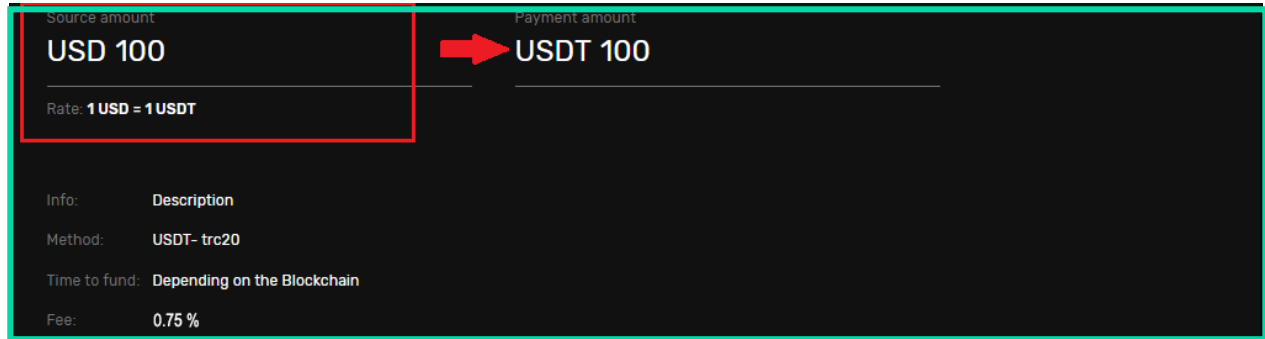 Source amount
USD 100
Rate: 1 USD = 1 USDT
Payment amount
USDT 100
Info: Description
Method: USDT- trc20
Time to fund: Depending on the Blockchain
Fee: 0.75 %